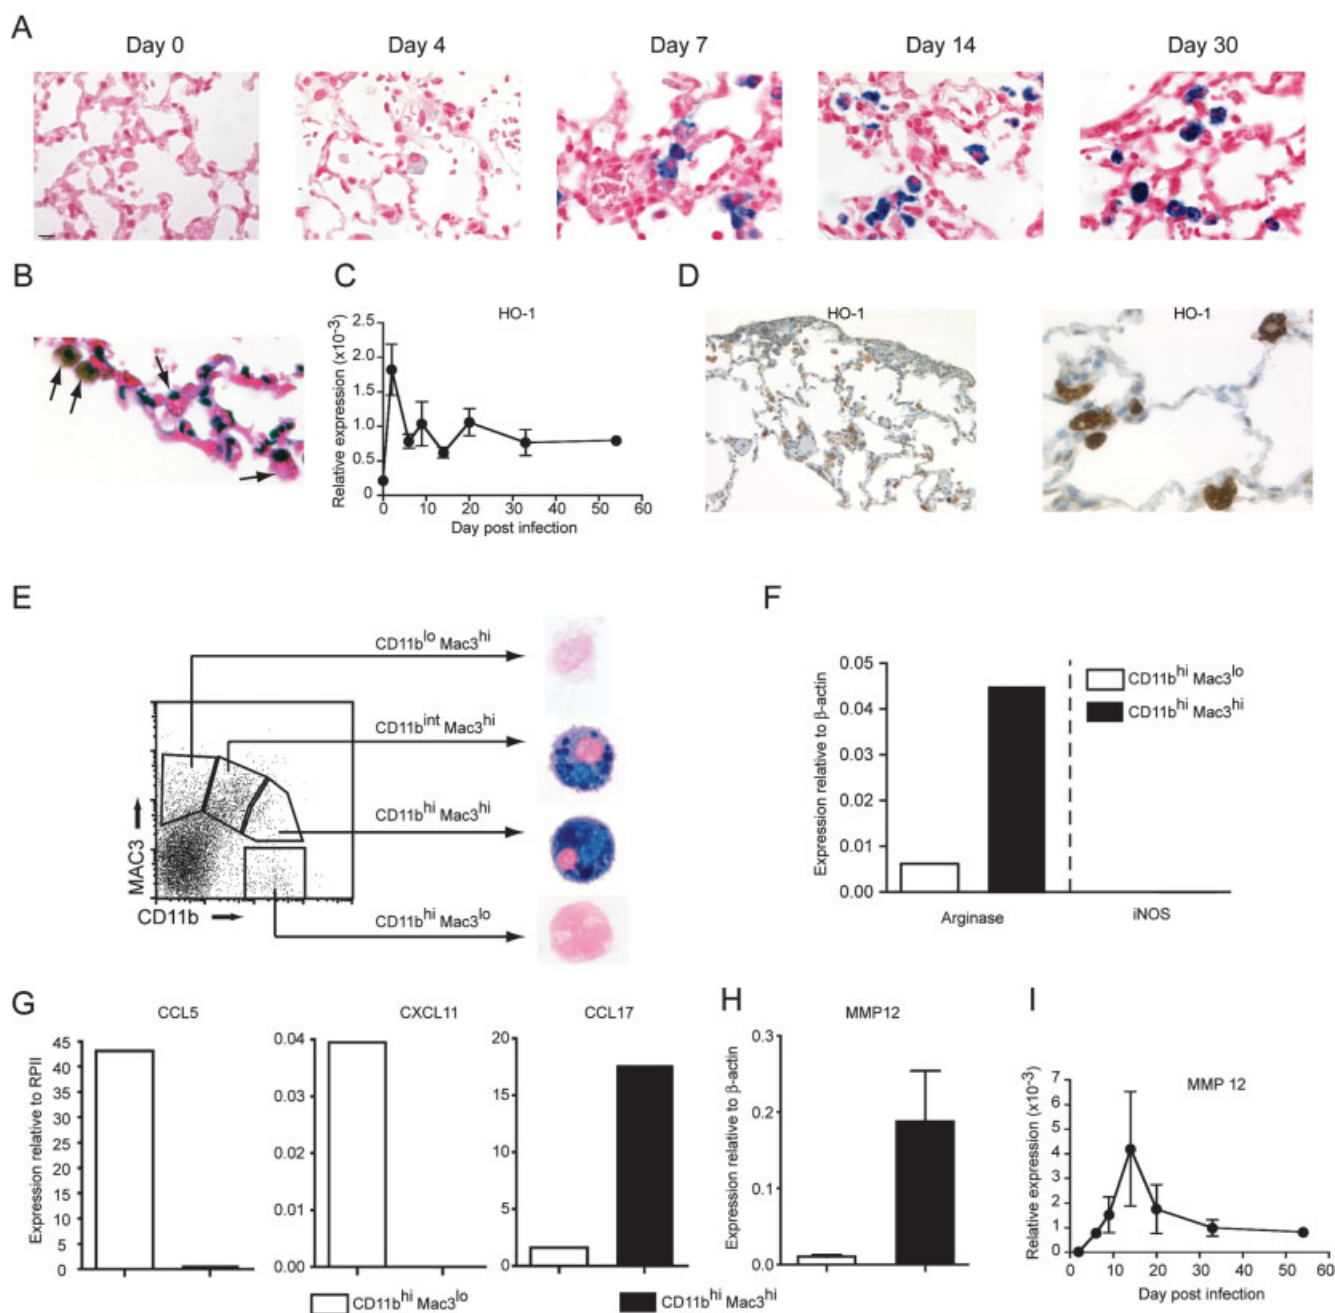 A
Day 0 Day 4 Day 7 Day 14 Day 30
B C D
HO-1
Relative expression (x10⁻³)
2.5
2.0
1.5
1.0
0.5
0
0 10 20 30 40 50 60
Day post infection
HO-1 HO-1
E
CD11b^lo Mac3^hi
CD11b^int Mac3^hi
CD11b^hi Mac3^hi
CD11b^hi Mac3^lo
MAC3
CD11b
F
Expression relative to β-actin
0.05
0.04
0.03
0.02
0.01
0.00
Arginase iNOS
CD11b^hi Mac3^lo
CD11b^hi Mac3^hi
G
CCL5
Expression relative to RPII
45
40
35
30
25
20
15
10
5
0
CXCL11
0.04
0.03
0.02
0.01
0.00
CCL17
20
15
10
5
0
CD11b^hi Mac3^lo CD11b^hi Mac3^hi
H
MMP12
Expression relative to β-actin
0.3
0.2
0.1
0.0
I
MMP 12
Relative expression (x10⁻³)
7
6
5
4
3
2
1
0
0 10 20 30 40 50 60
Day post infection